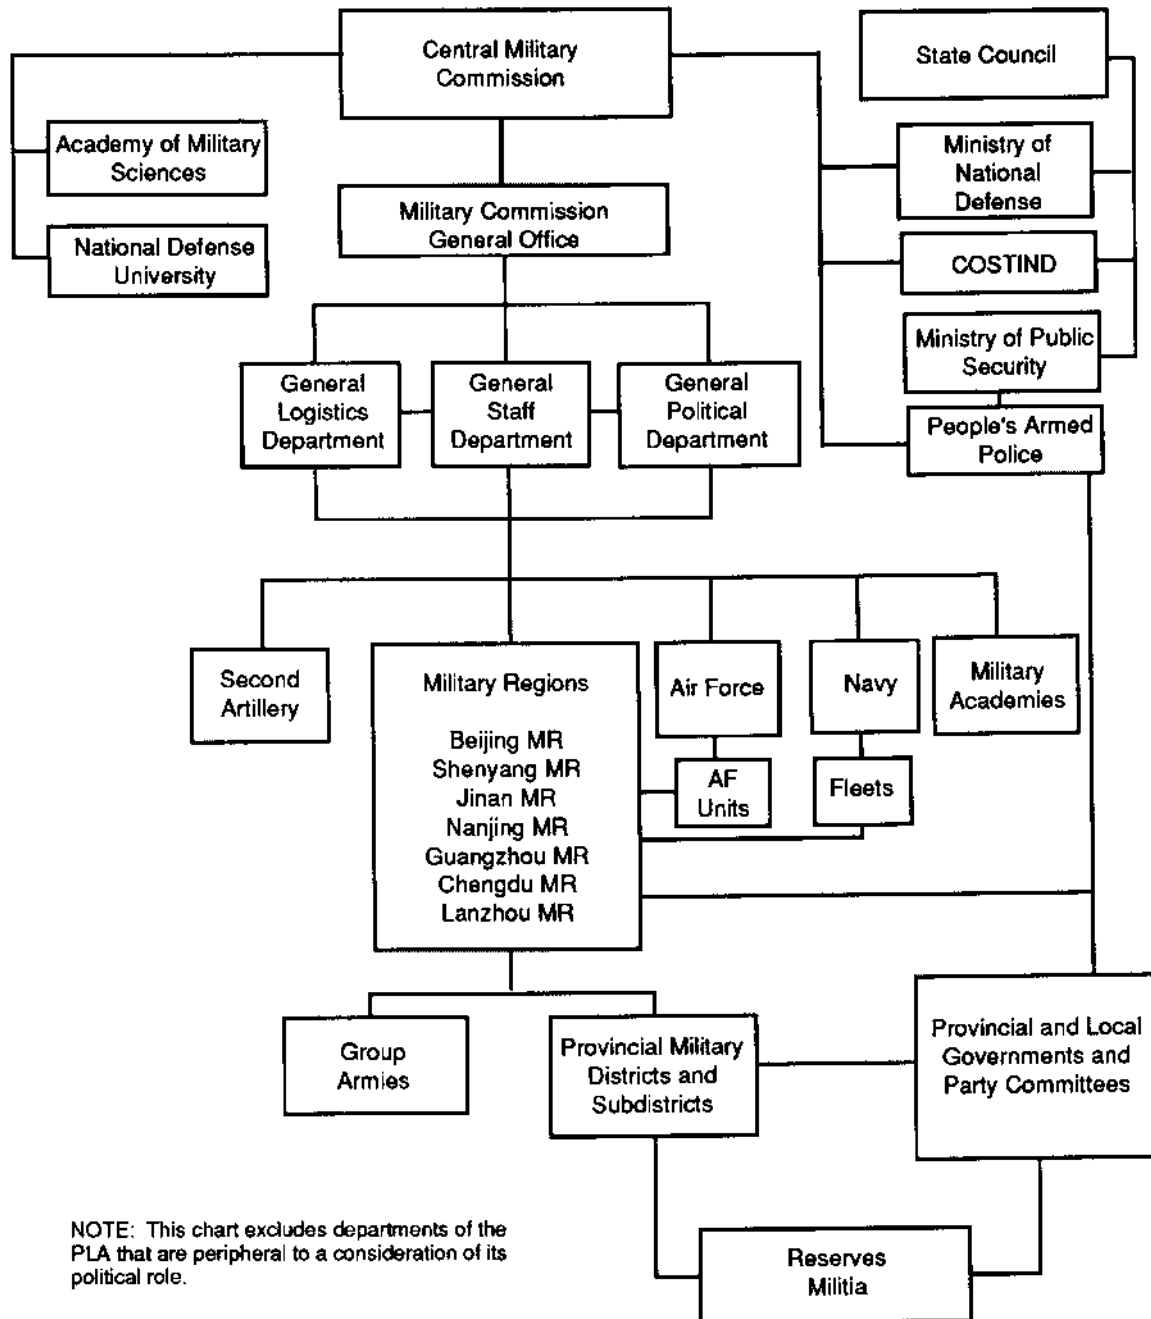 Central Military
Commission
State Council
Academy of Military
Sciences
Ministry of
National
Defense
Military Commission
General Office
National Defense
University
COSTIND
Ministry of Public
Security
General
Logistics
Department
General
Staff
Department
General
Political
Department
People's Armed
Police
Second
Artillery
Military Regions
Beijing MR
Shenyang MR
Jinan MR
Nanjing MR
Guangzhou MR
Chengdu MR
Lanzhou MR
Air Force
Navy
Military
Academies
AF
Units
Fleets
Group
Armies
Provincial Military
Districts and
Subdistricts
Provincial and Local
Governments and
Party Committees
NOTE: This chart excludes departments of the
PLA that are peripheral to a consideration of its
political role.
Reserves
Militia